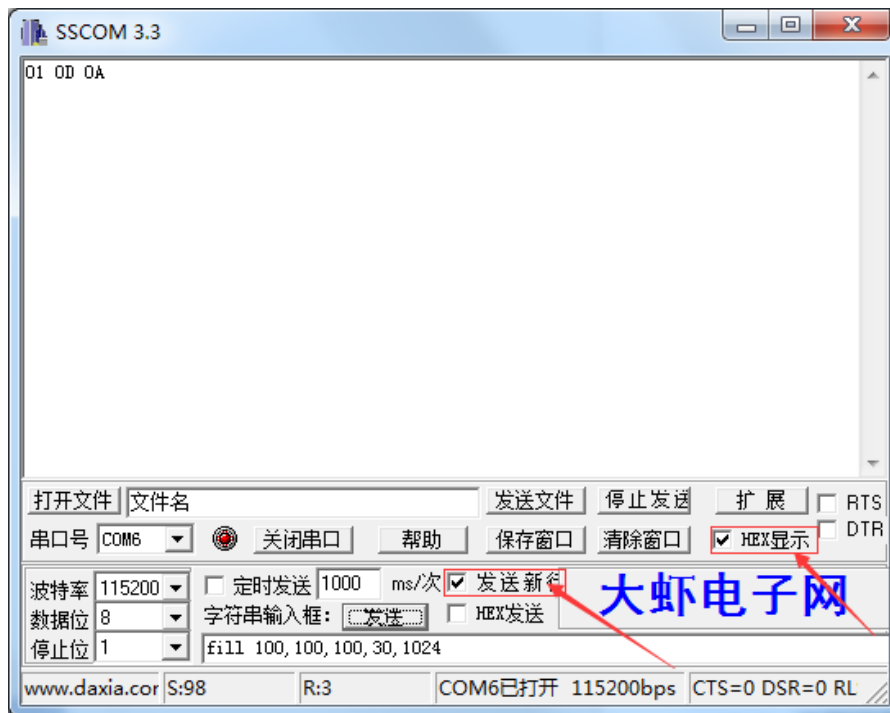 SSCOM 3.3
01 0D 0A
打开文件 文件名 发送文件 停止发送 扩 展 RTS
串口号 COM6 关闭串口 帮助 保存窗口 清除窗口 HEX显示 DTR
波特率 115200 定时发送 1000 ms/次 发送新行 大虾电子网
数据位 8 字符串输入框: 发送 HEX发送
停止位 1 fill 100,100,100,30,1024
www.daxia.cor S:98 R:3 COM6已打开 115200bps CTS=0 DSR=0 RL